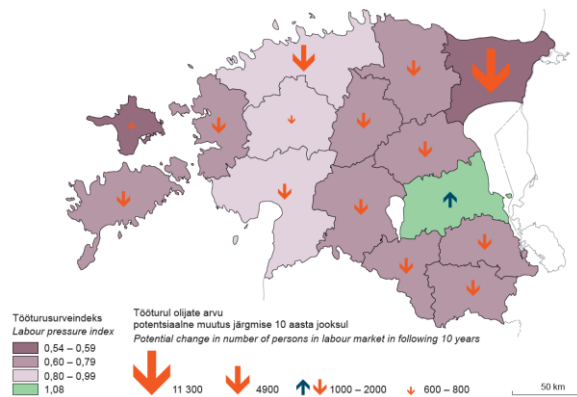 Tööturusurveindeks
Labour pressure index
0,54 – 0,59
0,60 – 0,79
0,80 – 0,99
1,08
Tööturul olijate arvu
potentsiaalne muutus järgmise 10 aasta jooksul
Potential change in number of persons in labour market in following 10 years
11 300
4900
1000 – 2000
600 – 800
50 km